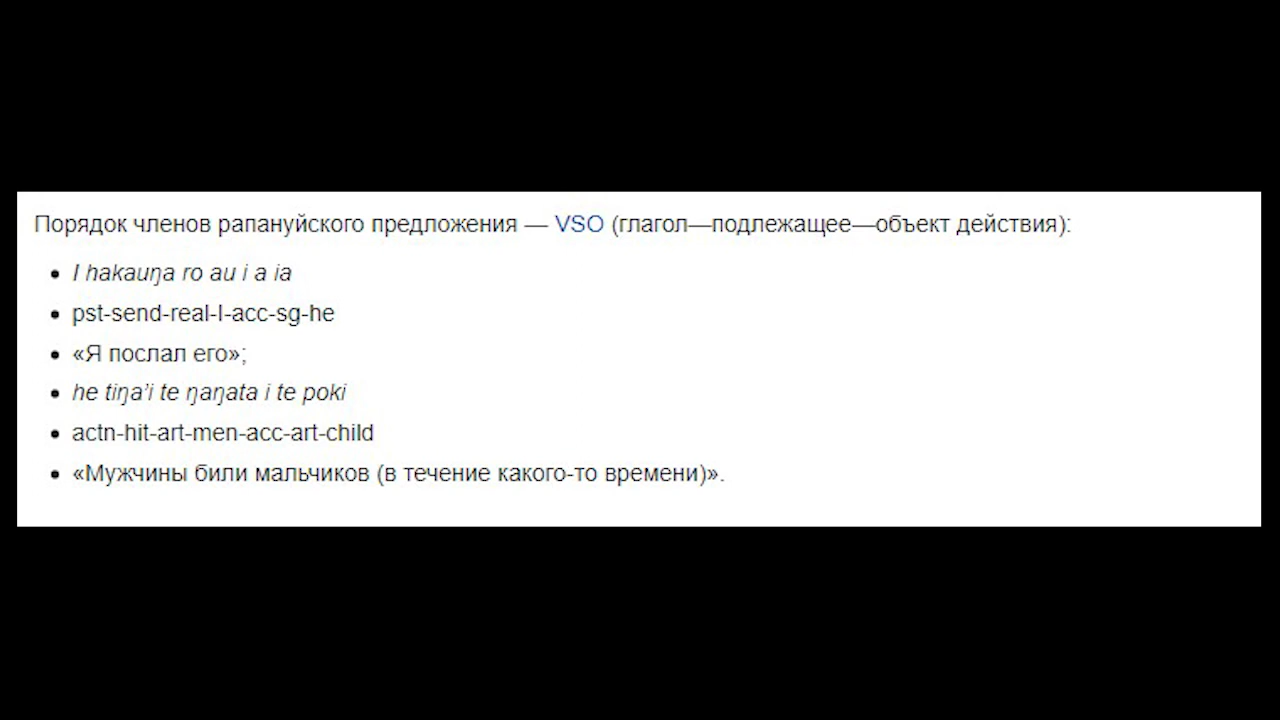 Порядок членов рапануйского предложения — VSO (глагол—подлежащее—объект действия):
• I hakauŋa ro au i a ia
• pst-send-real-I-acc-sg-he
• «Я послал его»;
• he tiŋa’i te ŋaŋata i te poki
• actn-hit-art-men-acc-art-child
• «Мужчины били мальчиков (в течение какого-то времени)».